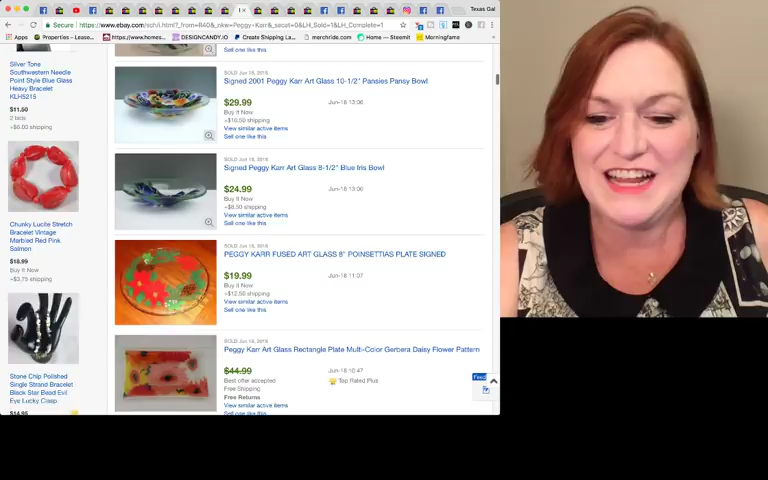 Texas Gal
Secure https://www.ebay.com/sch/i.html?_from=R40&_nkw=Peggy+Karr&_sacat=0&LH_Sold=1&LH_Complete=1
Apps Properties - Lease https://www.homes DESIGNCANDY.IO Create Shipping La merchride.com Home — Steemit Morningfame
Silver Tone
Southwestern Needle
Point Style Blue Glass
Heavy Bracelet
KLH5215
$11.50
2 bids
+$6.00 shipping
Chunky Lucite Stretch
Bracelet Vintage
Marbled Red Pink
Salmon
$18.99
Buy It Now
+$3.75 shipping
Stone Chip Polished
Single Strand Bracelet
Black Star Bead Evil
Eye Lucky Clasp
$14.95
Sell one like this
SOLD Jun 18, 2018
Signed 2001 Peggy Karr Art Glass 10-1/2" Pansies Pansy Bowl
$29.99 Jun-18 13:06
Buy It Now
+$10.50 shipping
View similar active items
Sell one like this
SOLD Jun 18, 2018
Signed Peggy Karr Art Glass 8-1/2" Blue Iris Bowl
$24.99 Jun-18 13:06
Buy It Now
+$8.50 shipping
View similar active items
Sell one like this
SOLD Jun 18, 2018
PEGGY KARR FUSED ART GLASS 8" POINSETTIAS PLATE SIGNED
$19.99 Jun-18 11:07
Buy It Now
+$12.50 shipping
View similar active items
Sell one like this
SOLD Jun 18, 2018
Peggy Karr Art Glass Rectangle Plate Multi-Color Gerbera Daisy Flower Pattern
$44.99 Jun-18 10:47
Best offer accepted Top Rated Plus
Free Shipping
Free Returns
View similar active items
Sell one like this